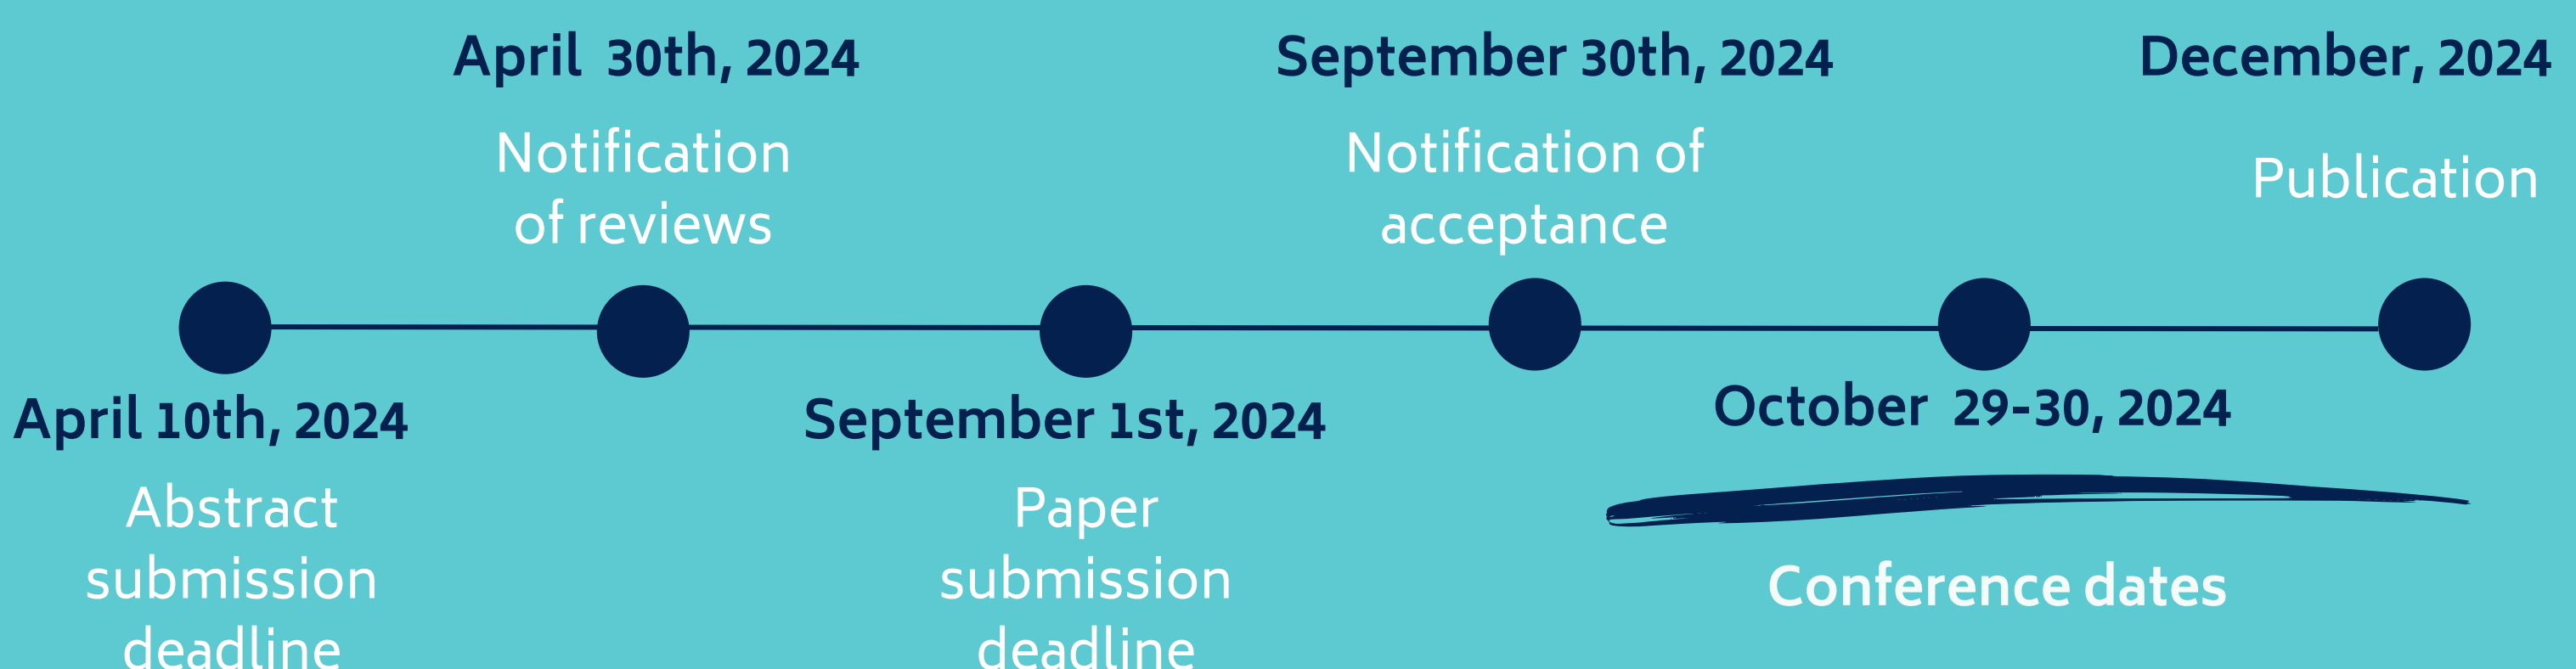 April 30th, 2024
Notification
of reviews
September 30th, 2024
Notification of
acceptance
December, 2024
Publication
April 10th, 2024
Abstract
submission
deadline
September 1st, 2024
Paper
submission
deadline
October 29-30, 2024
Conference dates